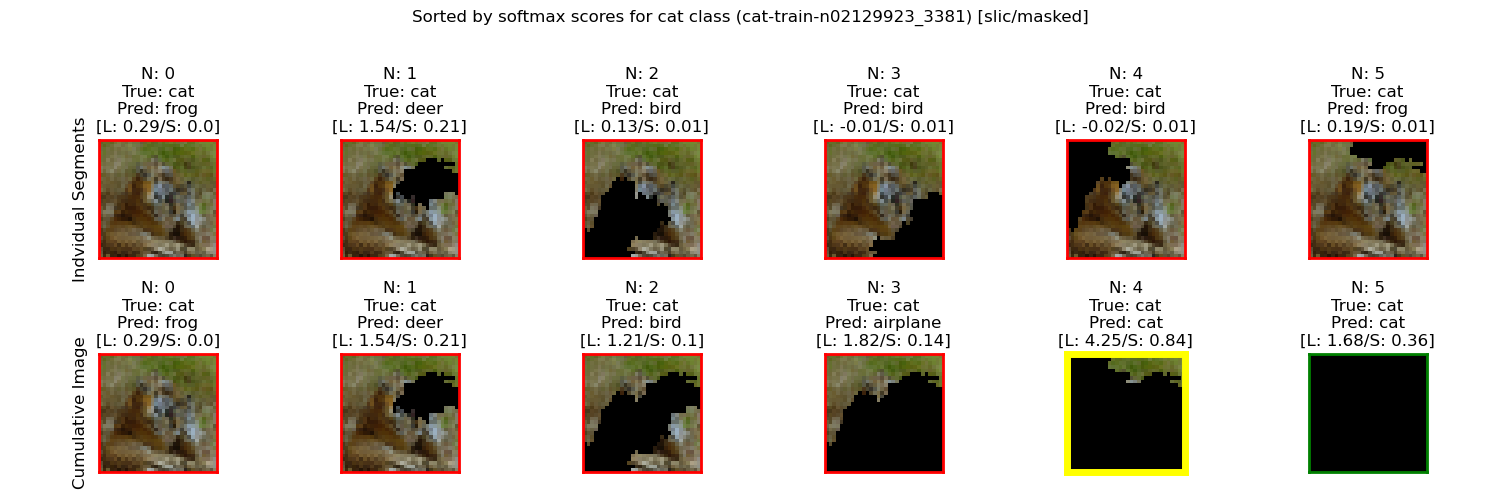 Sorted by softmax scores for cat class (cat-train-n02129923_3381) [slic/masked]
Indvidual Segments
N: 0
True: cat
Pred: frog
[L: 0.29/S: 0.0]
N: 1
True: cat
Pred: deer
[L: 1.54/S: 0.21]
N: 2
True: cat
Pred: bird
[L: 0.13/S: 0.01]
N: 3
True: cat
Pred: bird
[L: -0.01/S: 0.01]
N: 4
True: cat
Pred: bird
[L: -0.02/S: 0.01]
N: 5
True: cat
Pred: frog
[L: 0.19/S: 0.01]
Cumulative Image
N: 0
True: cat
Pred: frog
[L: 0.29/S: 0.0]
N: 1
True: cat
Pred: deer
[L: 1.54/S: 0.21]
N: 2
True: cat
Pred: bird
[L: 1.21/S: 0.1]
N: 3
True: cat
Pred: airplane
[L: 1.82/S: 0.14]
N: 4
True: cat
Pred: cat
[L: 4.25/S: 0.84]
N: 5
True: cat
Pred: cat
[L: 1.68/S: 0.36]